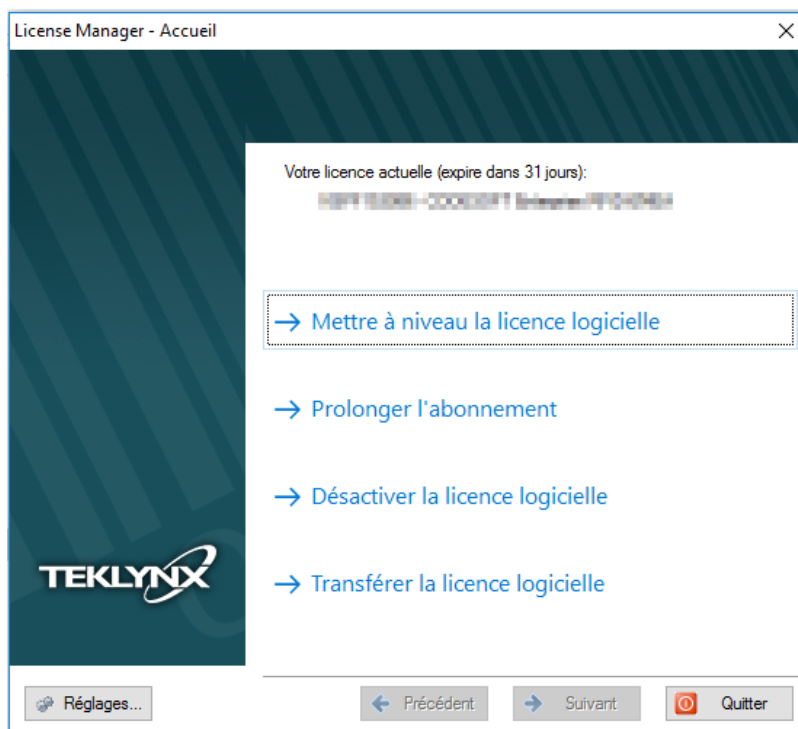 License Manager - Accueil
Votre licence actuelle (expire dans 31 jours):
Mettre à niveau la licence logicielle
Prolonger l'abonnement
Désactiver la licence logicielle
Transférer la licence logicielle
TEKLYNX
Réglages...
Précédent
Suivant
Quitter